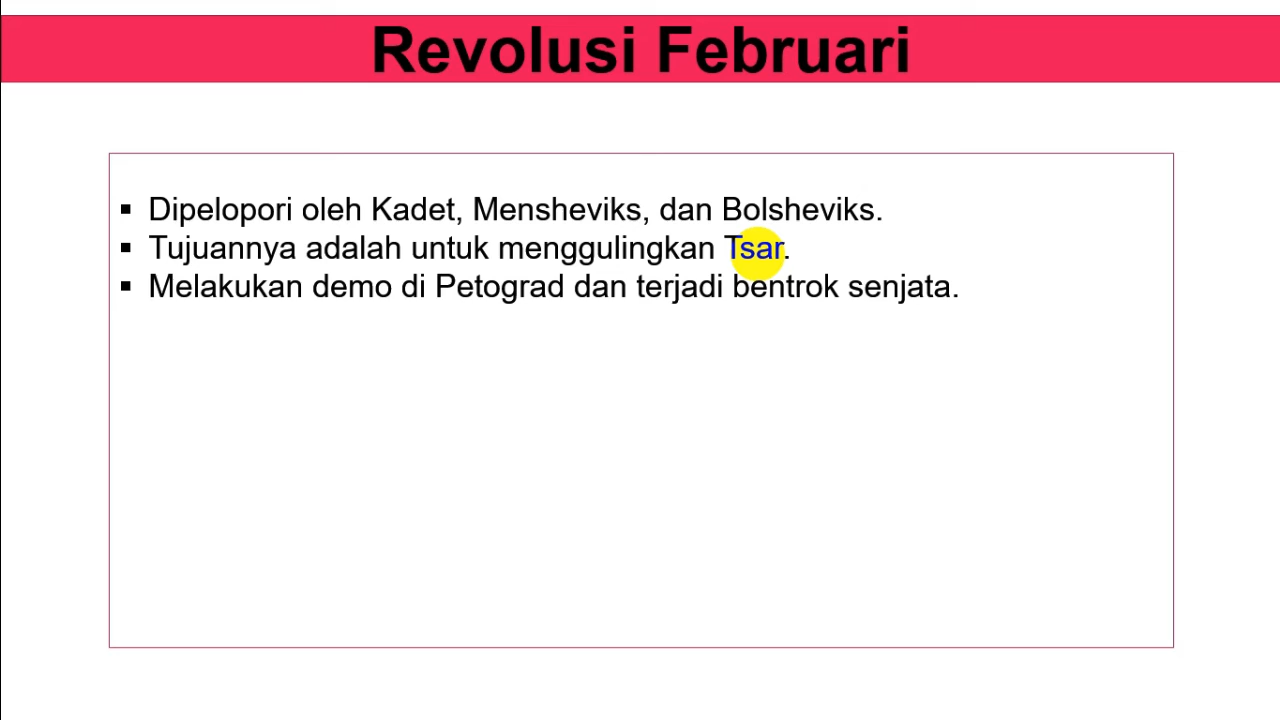 Revolusi Februari
▪ Dipelopori oleh Kadet, Mensheviks, dan Bolsheviks.
▪ Tujuannya adalah untuk menggulingkan Tsar.
▪ Melakukan demo di Petograd dan terjadi bentrok senjata.